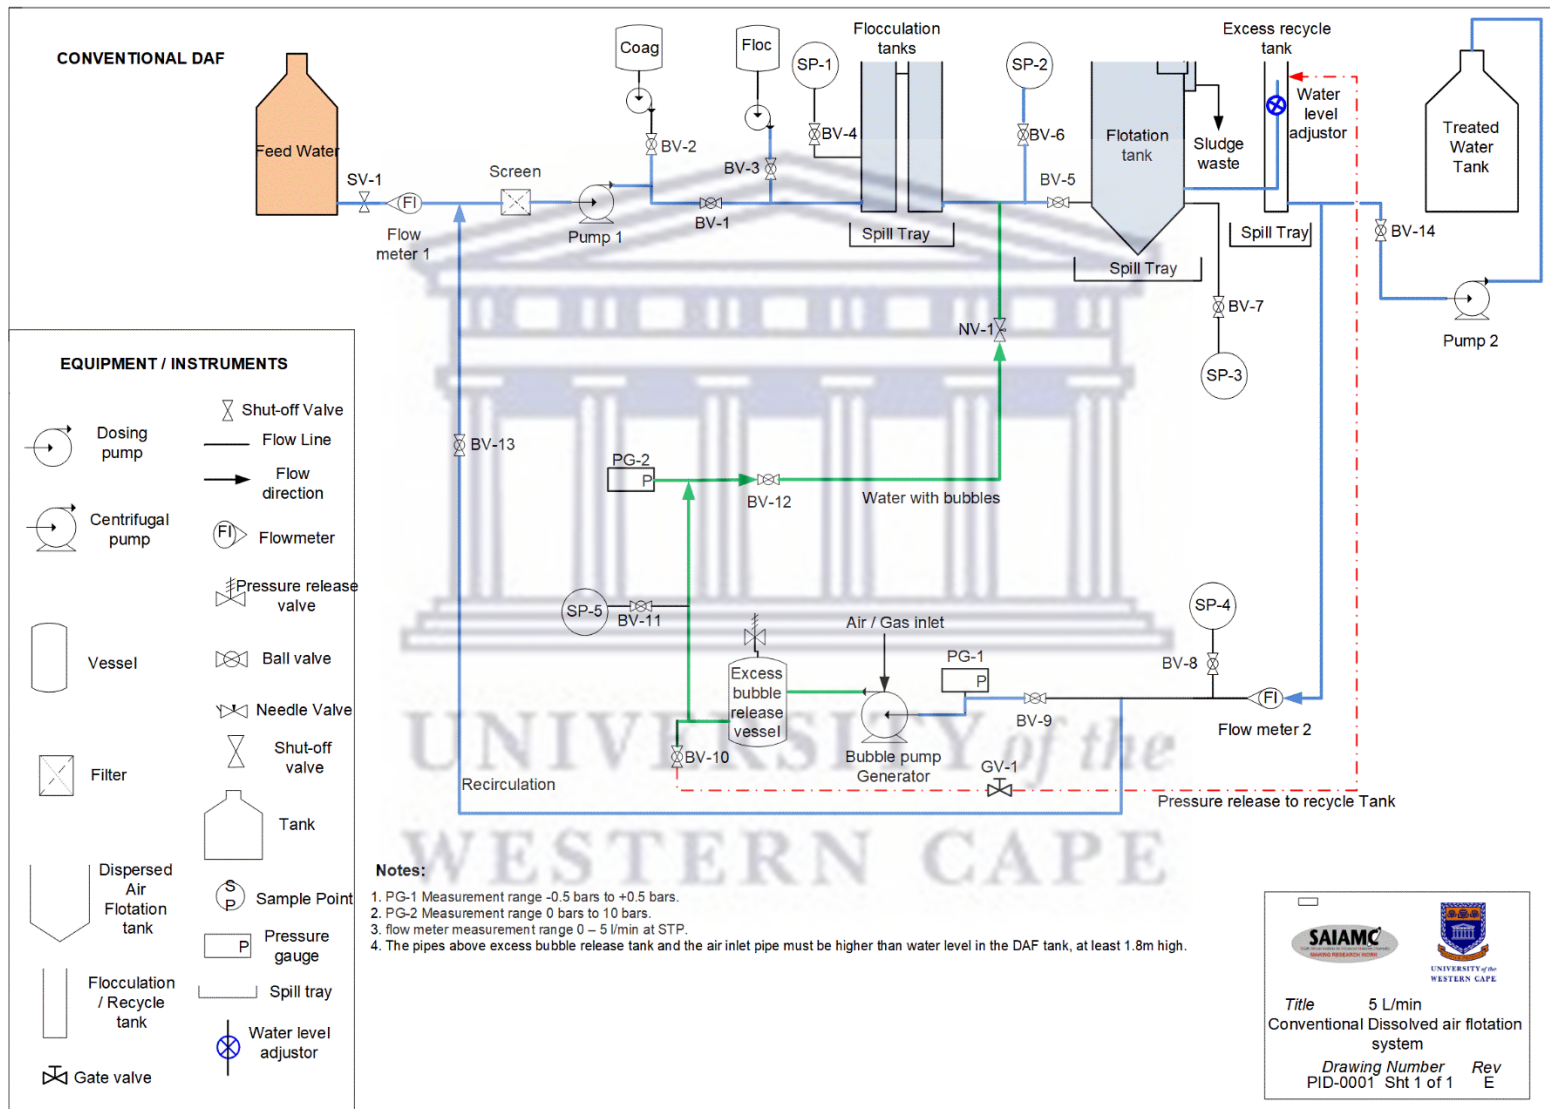 CONVENTIONAL DAF
Feed Water
SV-1
FI
Flow
meter 1
Screen
Pump 1
Coag
BV-2
BV-1
Floc
BV-3
SP-1
BV-4
Flocculation
tanks
Spill Tray
SP-2
BV-6
BV-5
Flotation
tank
Spill Tray
Sludge
waste
BV-7
SP-3
Excess recycle
tank
Water
level
adjustor
Spill Tray
BV-14
Pump 2
Treated
Water
Tank
NV-1
BV-13
PG-2
P
BV-12
Water with bubbles
SP-5
BV-11
Air / Gas inlet
Excess
bubble
release
vessel
BV-10
Bubble pump
Generator
PG-1
P
BV-9
SP-4
BV-8
FI
Flow meter 2
GV-1
Recirculation
Pressure release to recycle Tank
UNIVERSITY of the
WESTERN CAPE
EQUIPMENT / INSTRUMENTS
Dosing
pump
Centrifugal
pump
Vessel
Filter
Dispersed
Air
Flotation
tank
Flocculation
/ Recycle
tank
Gate valve
Shut-off Valve
Flow Line
Flow
direction
FI
Flowmeter
Pressure release
valve
Ball valve
Needle Valve
Shut-off
valve
Tank
S
P
Sample Point
P
Pressure
gauge
Spill tray
Water level
adjustor
Notes:
1. PG-1 Measurement range -0.5 bars to +0.5 bars.
2. PG-2 Measurement range 0 bars to 10 bars.
3. flow meter measurement range 0 – 5 l/min at STP.
4. The pipes above excess bubble release tank and the air inlet pipe must be higher than water level in the DAF tank, at least 1.8m high.
SAIAMC
MAKING RESEARCH WORK
UNIVERSITY of the
WESTERN CAPE
Title 5 L/min
Conventional Dissolved air flotation
system
Drawing Number Rev
PID-0001 Sht 1 of 1 E